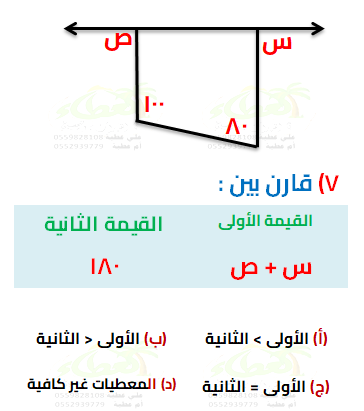 ص س
١٠٠
٨٠
٧) قارن بين :
القيمة الأولى القيمة الثانية
س + ص ١٨٠
(أ) الأولى > الثانية (ب) الأولى < الثانية
(ج) الأولى = الثانية (د) المعطيات غير كافية